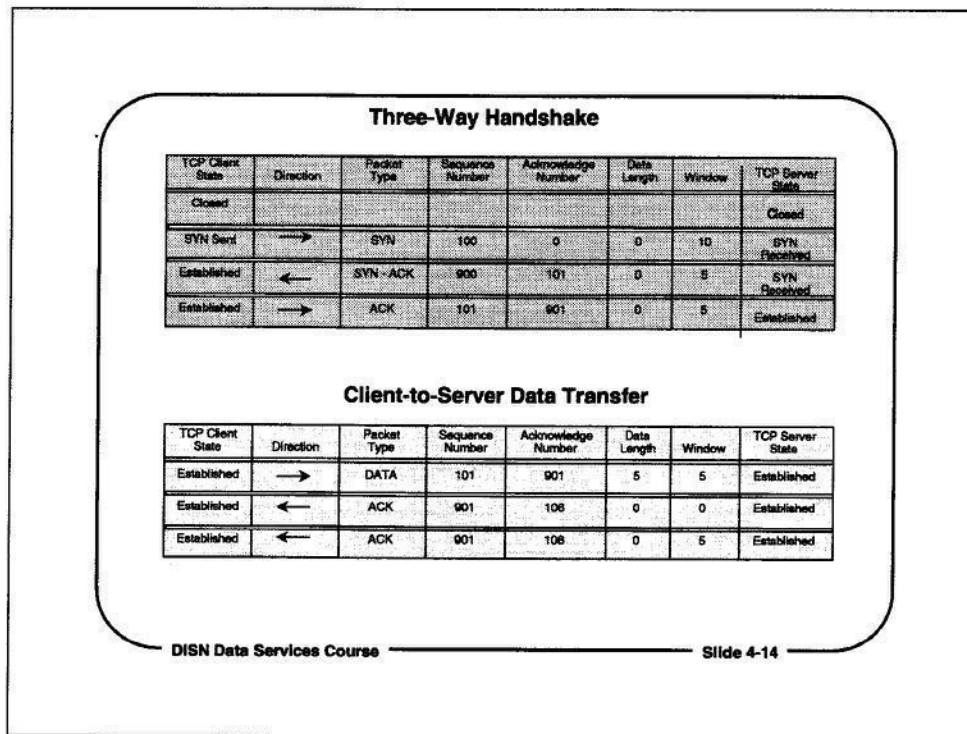 Three-Way Handshake
TCP Client State Direction Packet Type Sequence Number Acknowledge Number Data Length Window TCP Server State
Closed Closed
SYN Sent → SYN 100 0 0 10 SYN Received
Established ← SYN - ACK 900 101 0 5 SYN Received
Established → ACK 101 901 0 5 Established
Client-to-Server Data Transfer
TCP Client State Direction Packet Type Sequence Number Acknowledge Number Data Length Window TCP Server State
Established → DATA 101 901 5 5 Established
Established ← ACK 901 106 0 0 Established
Established ← ACK 901 106 0 5 Established
DISN Data Services Course Slide 4-14